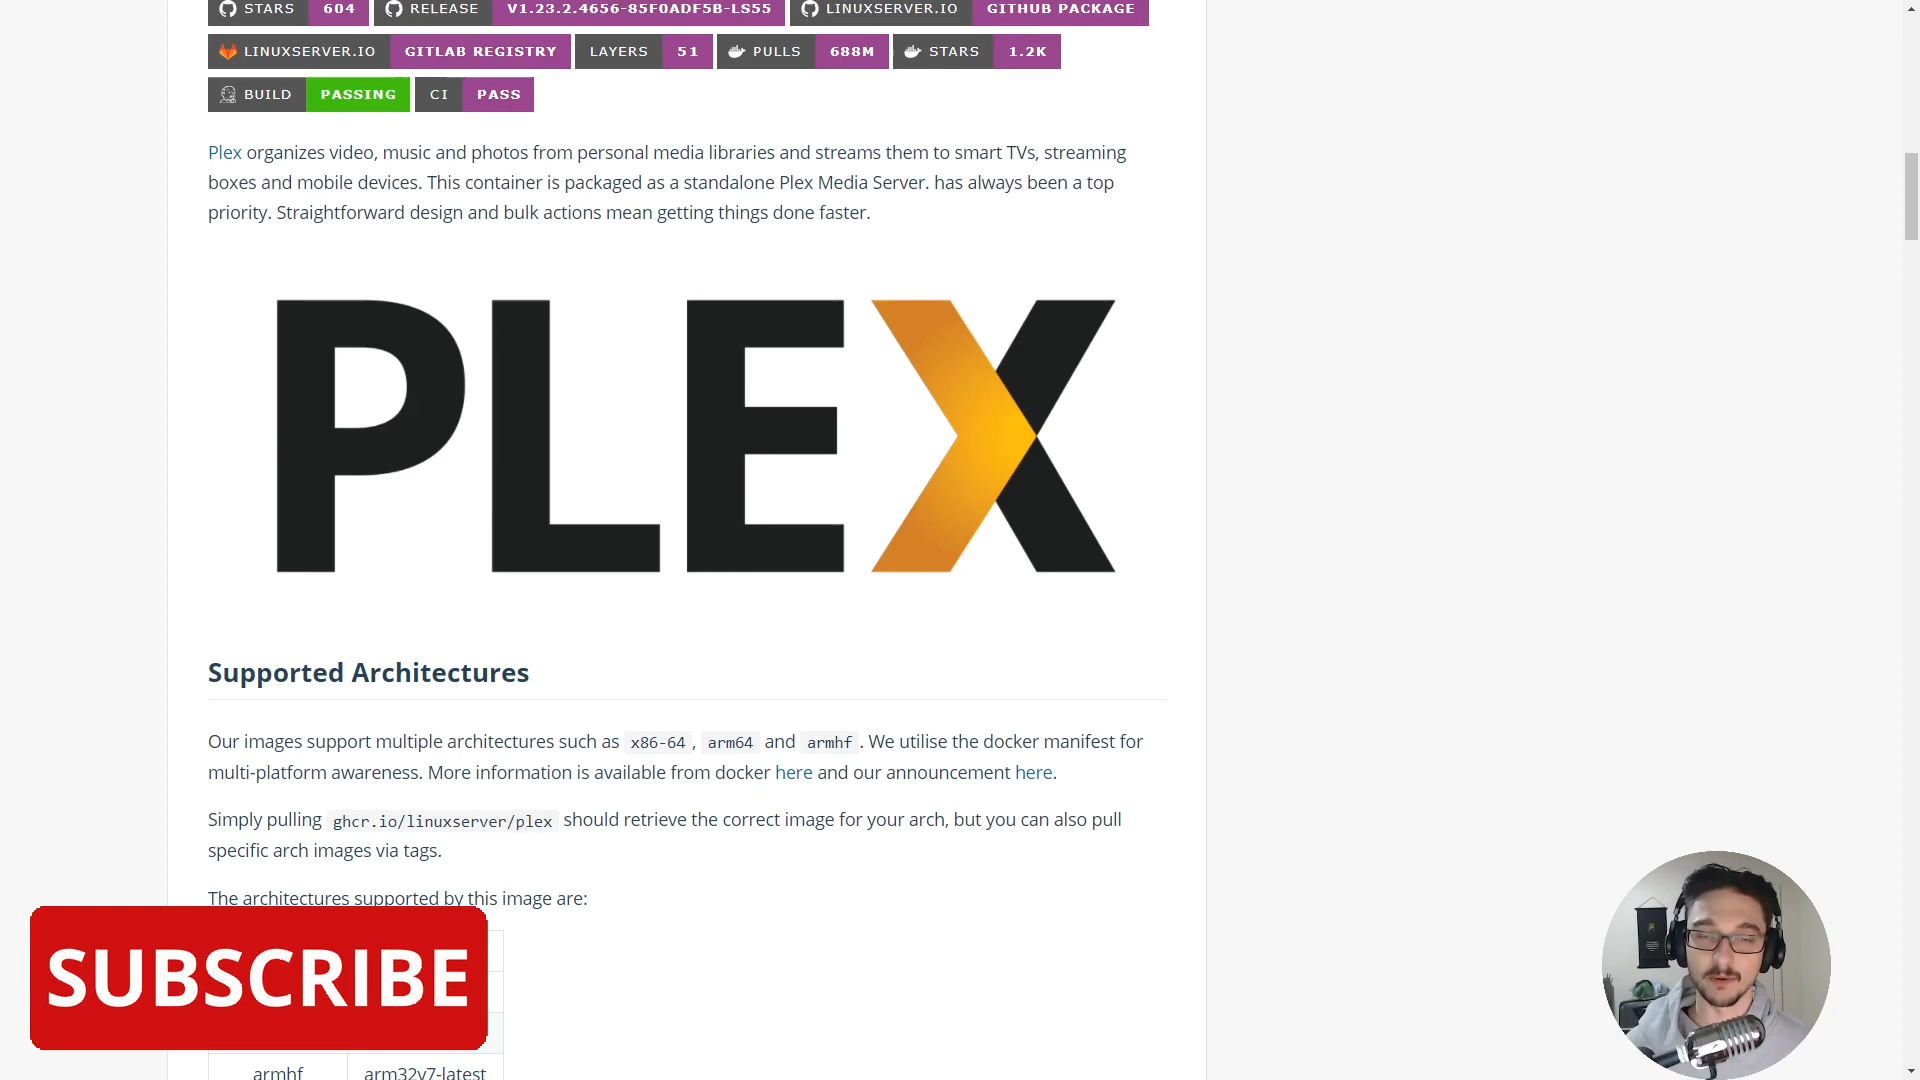 STARS 604 RELEASE V1.23.2.4656-85F0ADF5B-LS55 LINUXSERVER.IO GITHUB PACKAGE
LINUXSERVER.IO GITLAB REGISTRY LAYERS 51 PULLS 688M STARS 1.2K
BUILD PASSING CI PASS
Plex organizes video, music and photos from personal media libraries and streams them to smart TVs, streaming
boxes and mobile devices. This container is packaged as a standalone Plex Media Server. has always been a top
priority. Straightforward design and bulk actions mean getting things done faster.
PLEX
Supported Architectures
Our images support multiple architectures such as x86-64, arm64 and armhf. We utilise the docker manifest for
multi-platform awareness. More information is available from docker here and our announcement here.
Simply pulling ghcr.io/linuxserver/plex should retrieve the correct image for your arch, but you can also pull
specific arch images via tags.
The architectures supported by this image are:
SUBSCRIBE
armhf arm32v7-latest